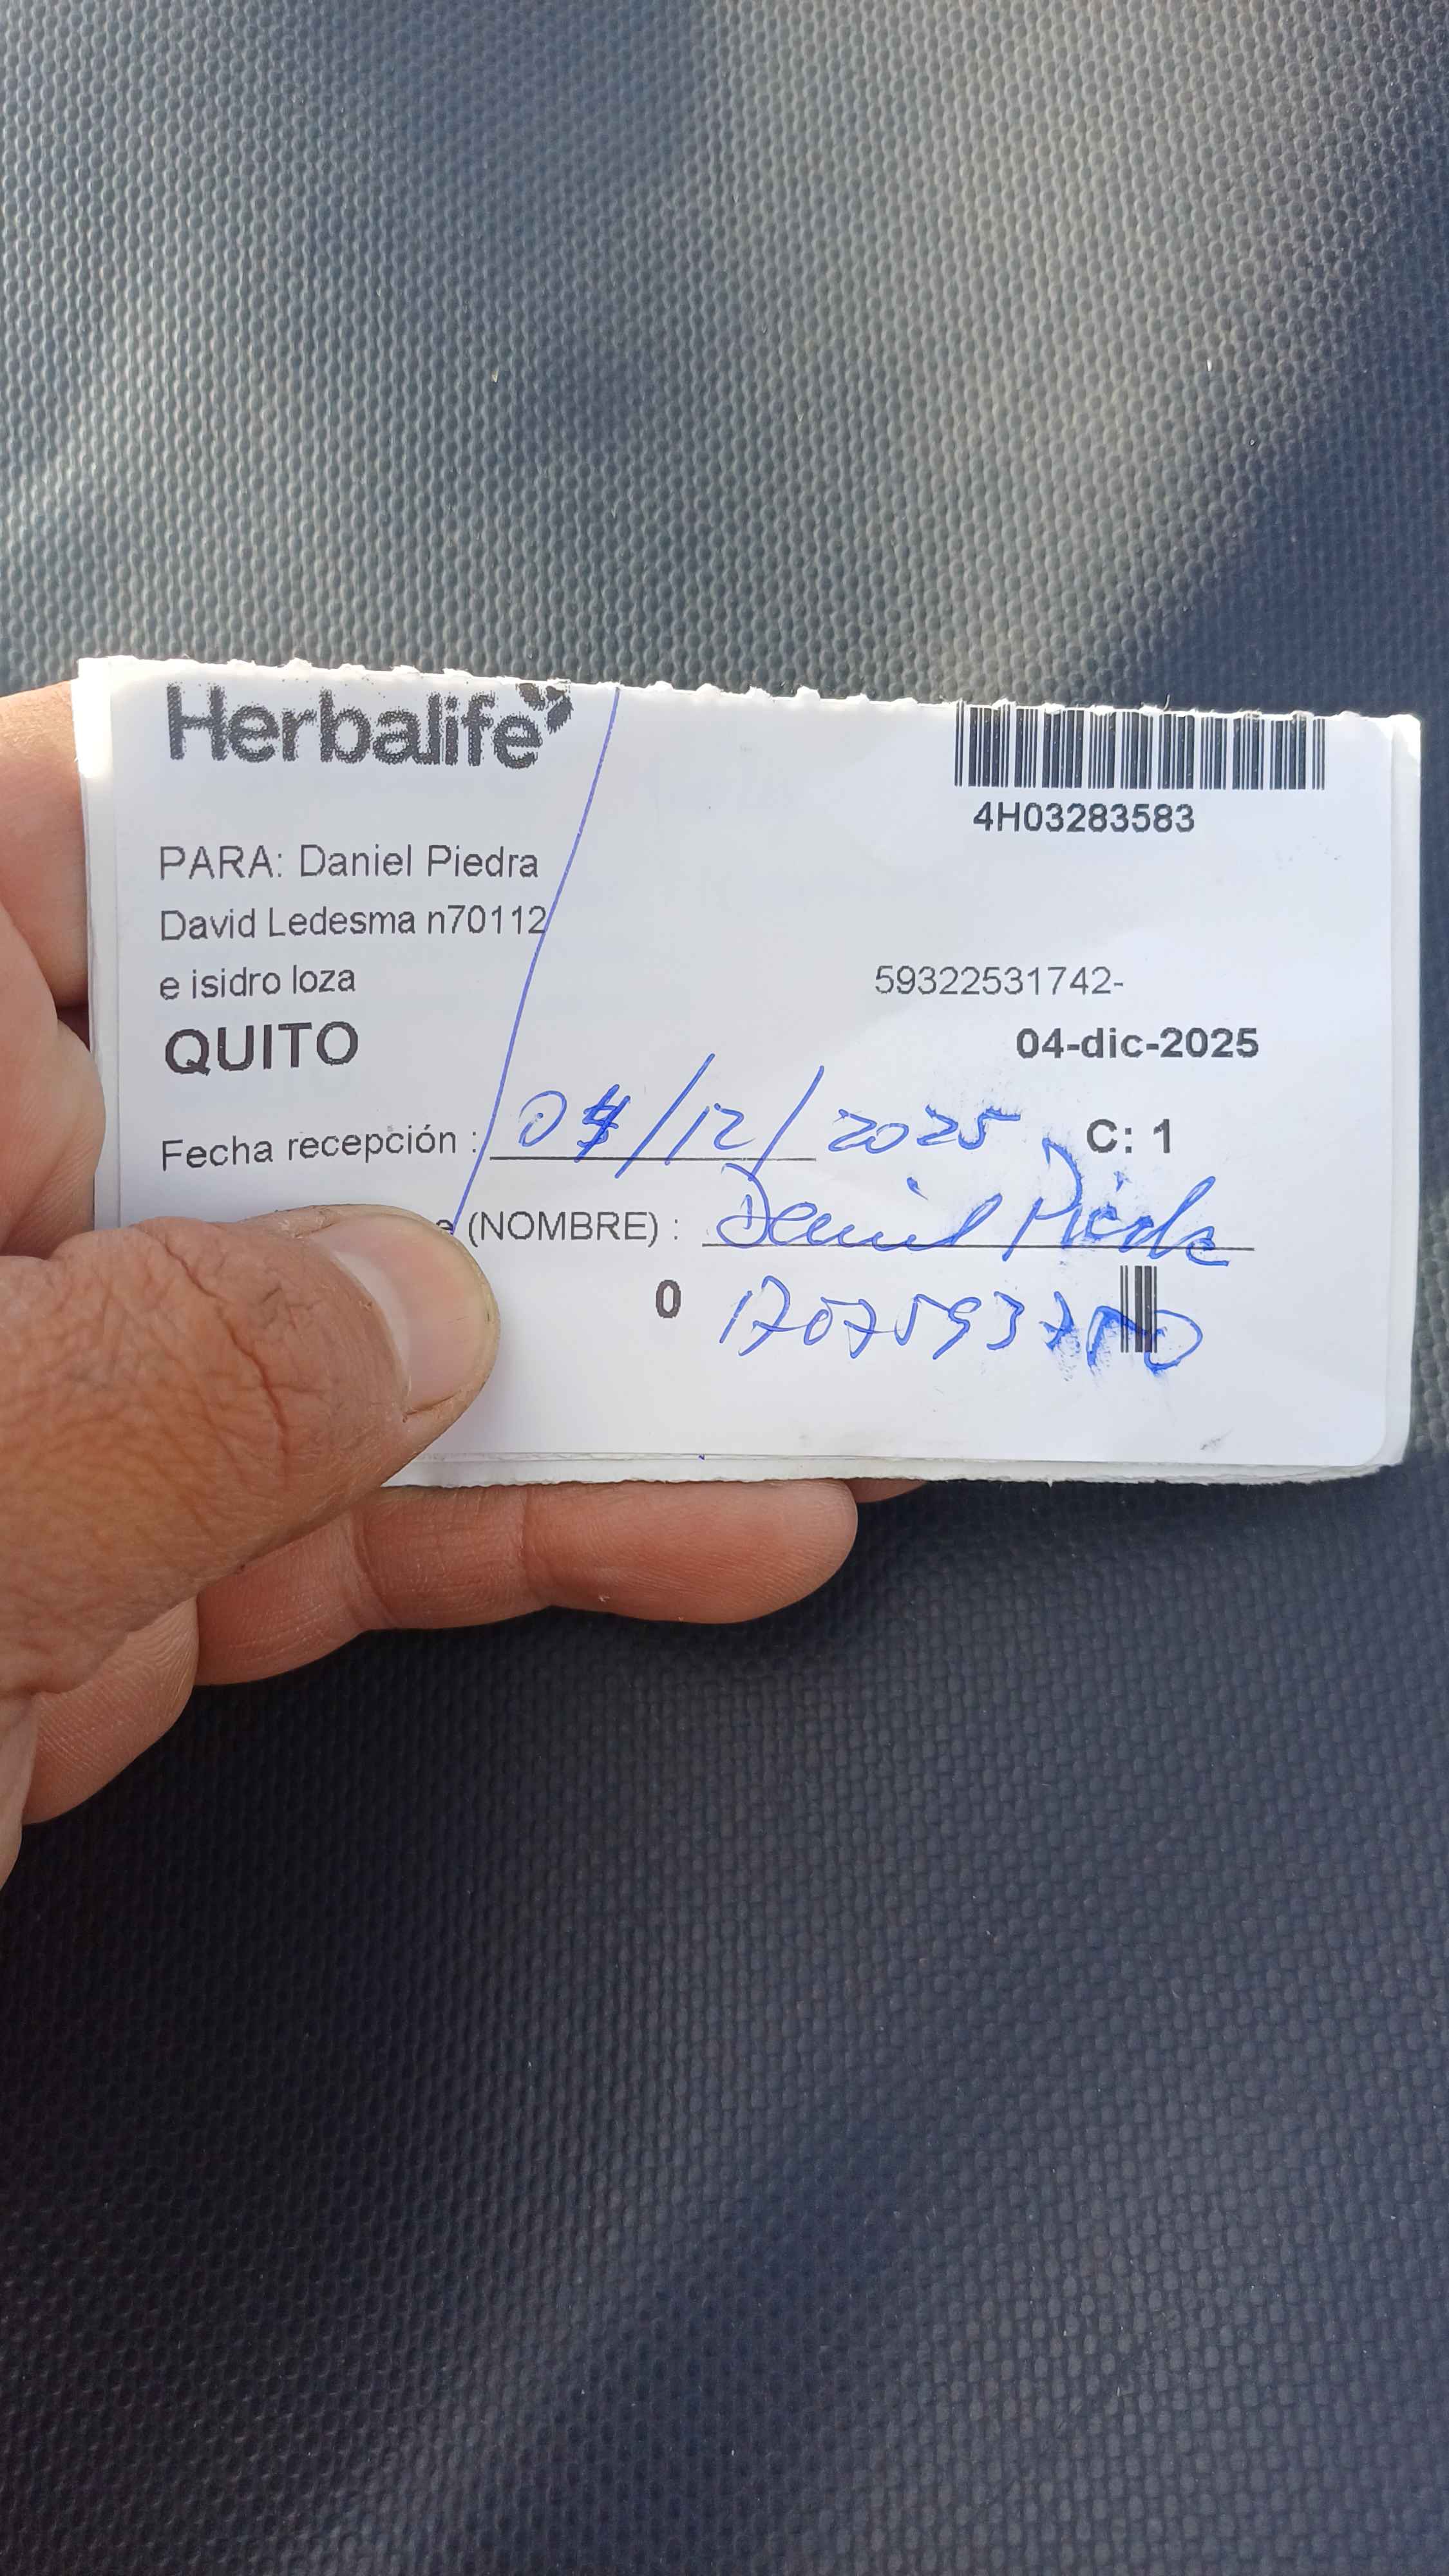 Herbalife
4H03283583
PARA: Daniel Piedra
David Ledesma n70112
e isidro loza
59322531742-
QUITO
04-dic-2025
Fecha recepción : 04/12/2025 C: 1
(NOMBRE) : Daniel Piedra
0